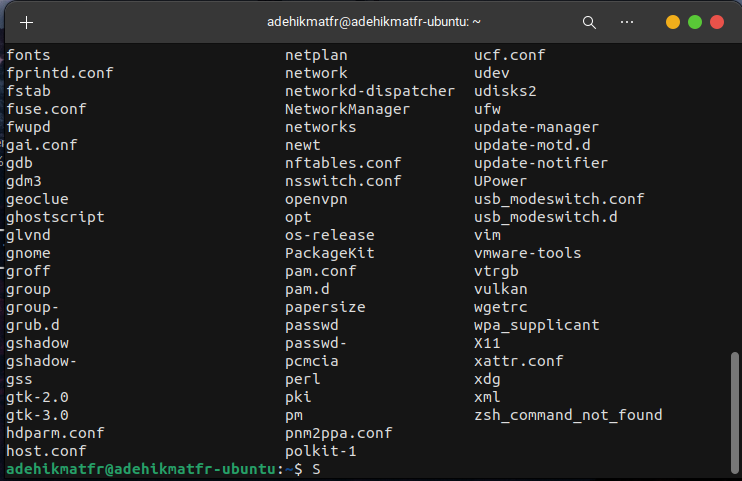 adehikmatfr@adehikmatfr-ubuntu: ~
fonts netplan ucf.conf
fprintd.conf network udev
fstab networkd-dispatcher udisks2
fuse.conf NetworkManager ufw
fwupd networks update-manager
gai.conf newt update-motd.d
gdb nftables.conf update-notifier
gdm3 nsswitch.conf UPower
geoclue openvpn usb_modeswitch.conf
ghostscript opt usb_modeswitch.d
glvnd os-release vim
gnome PackageKit vmware-tools
groff pam.conf vtrgb
group pam.d vulkan
group- papersize wgetrc
grub.d passwd wpa_supplicant
gshadow passwd- X11
gshadow- pcmcia xattr.conf
gss perl xdg
gtk-2.0 pki xml
gtk-3.0 pm zsh_command_not_found
hdparm.conf pnm2ppa.conf
host.conf polkit-1
adehikmatfr@adehikmatfr-ubuntu:~$ S